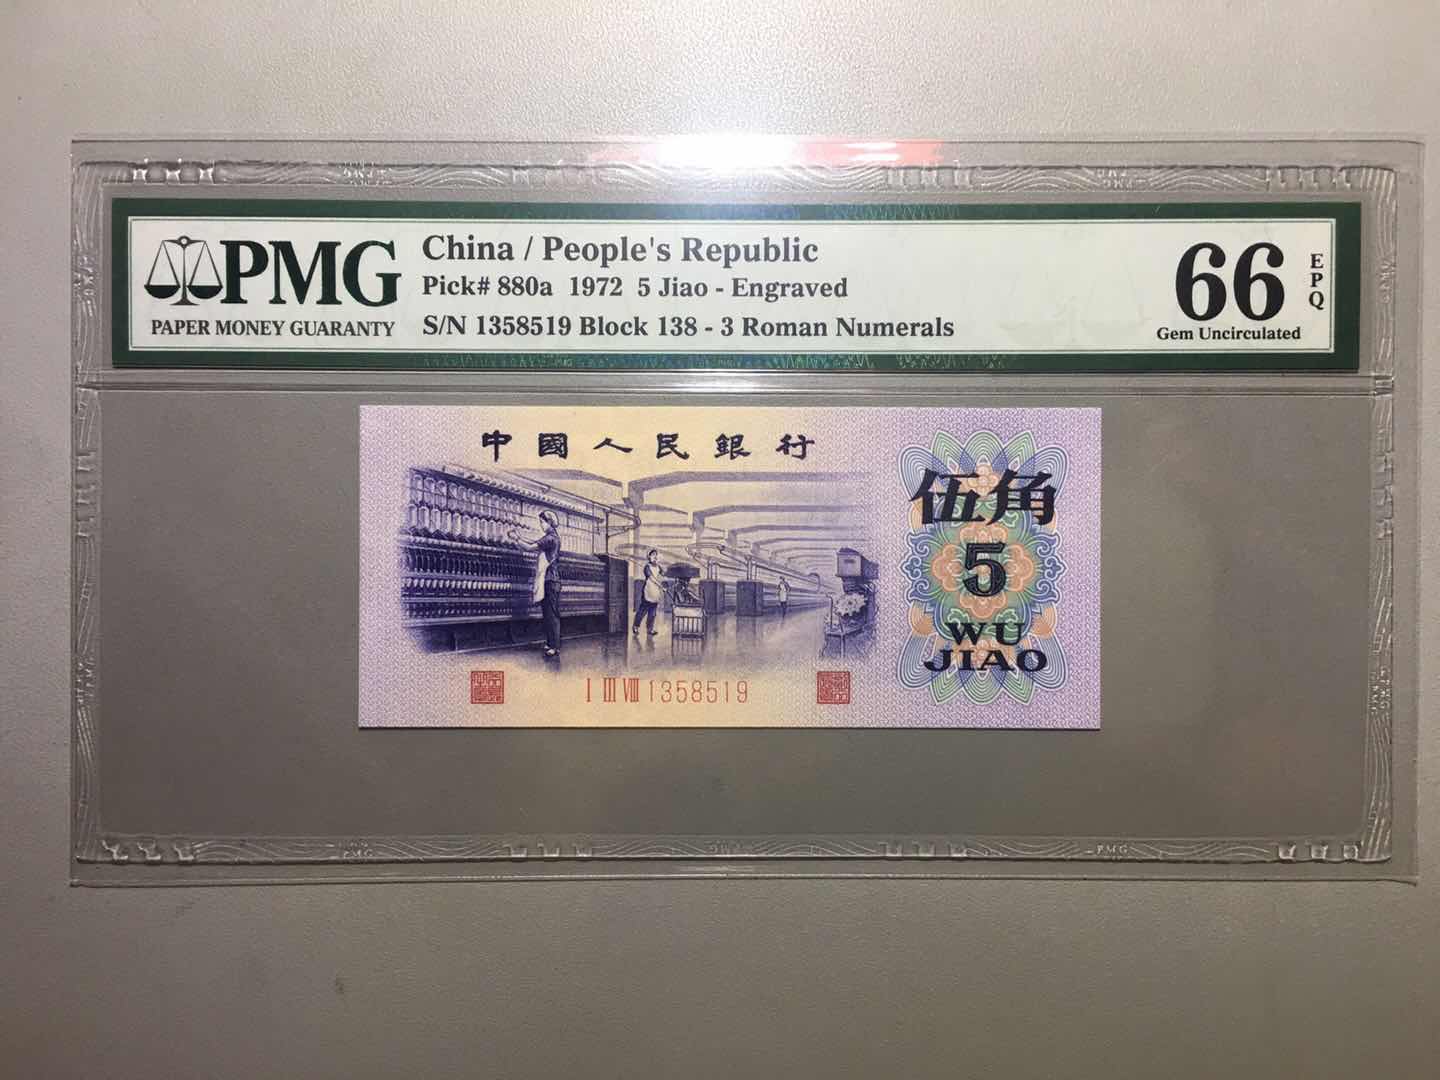 PMG
PAPER MONEY GUARANTY
China / People's Republic
Pick# 880a 1972 5 Jiao - Engraved
S/N 1358519 Block 138 - 3 Roman Numerals
66
EPQ
Gem Uncirculated
中國人民銀行
伍角
5
WU
JIAO
I III VIII 1358519